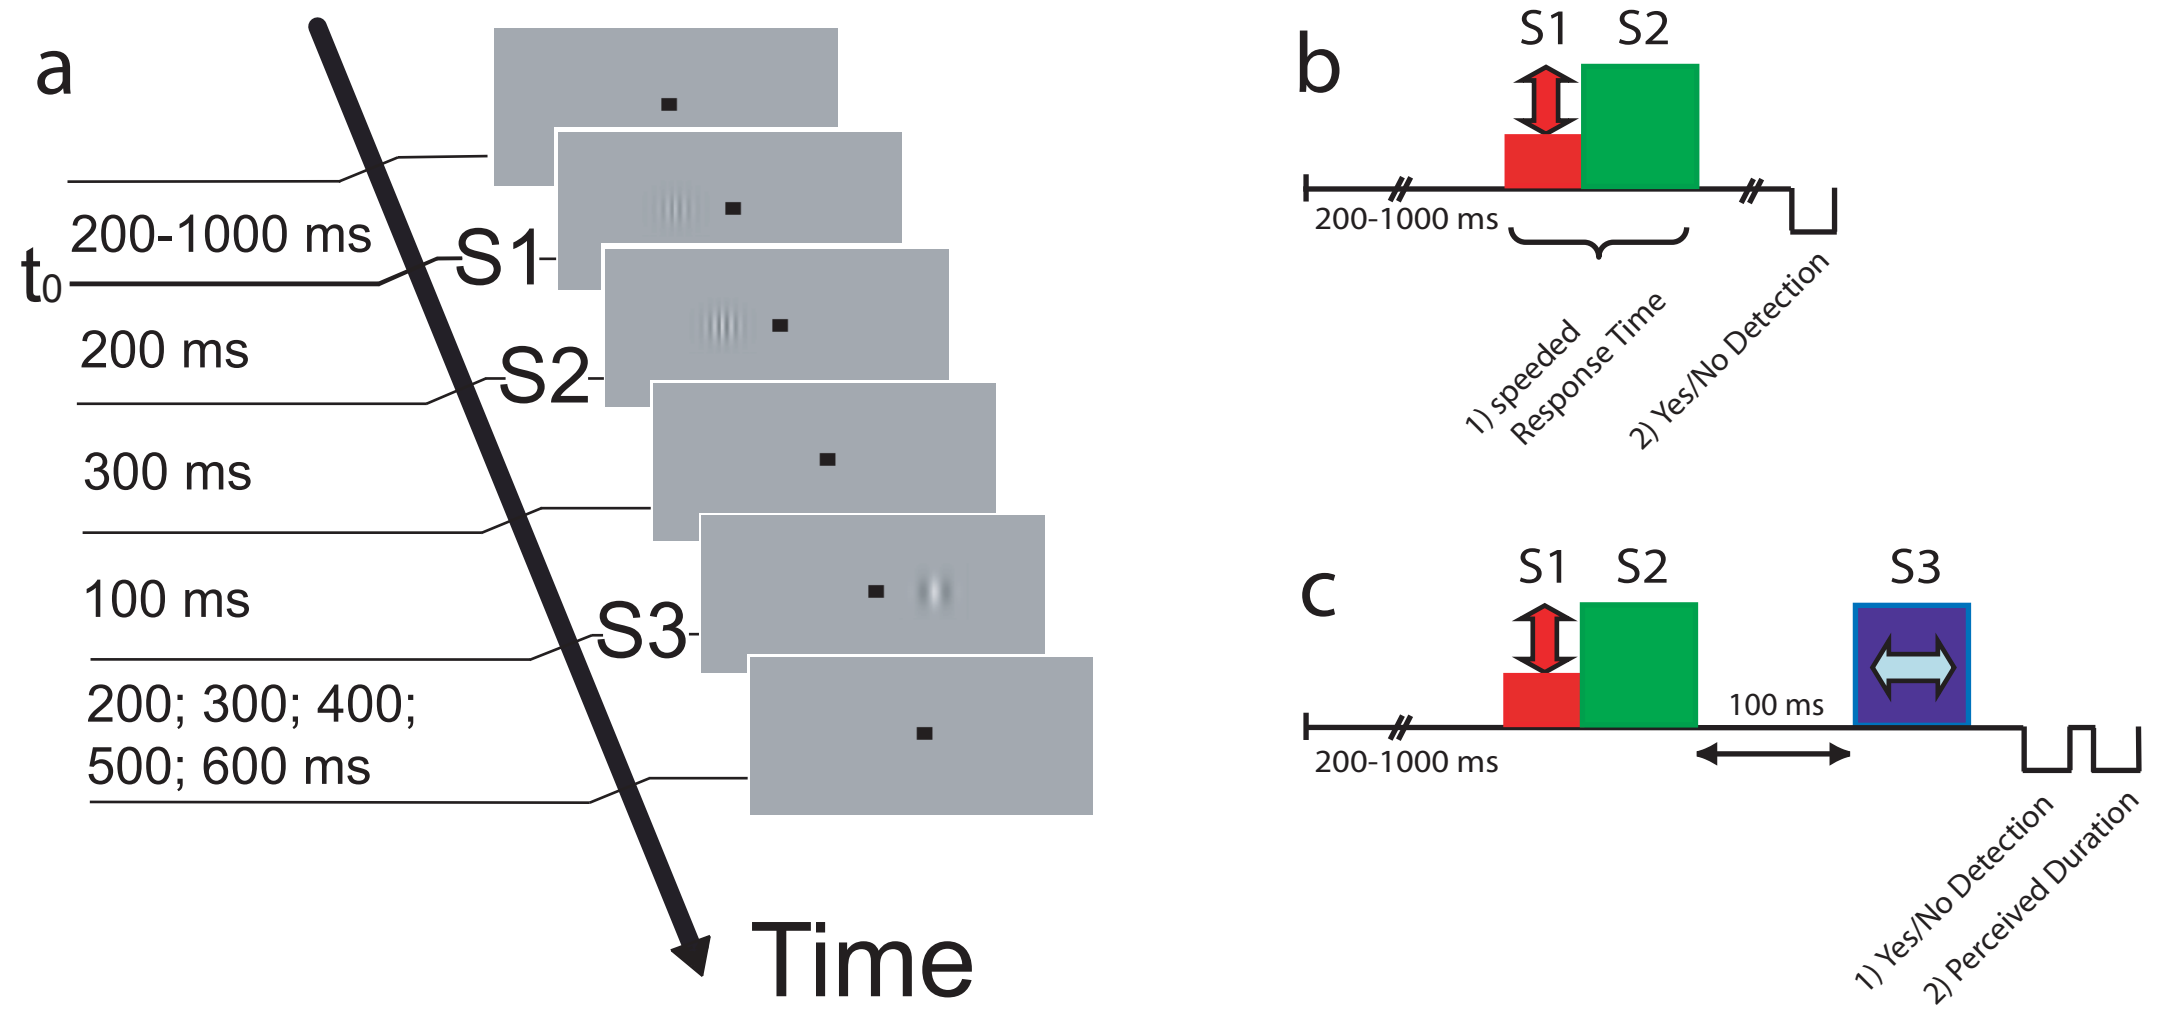 a
200-1000 ms
t0
S1
200 ms
S2
300 ms
100 ms
S3
200; 300; 400;
500; 600 ms
Time
b
S1 S2
200-1000 ms
1) speeded
Response Time
2) Yes/No Detection
c
S1 S2 S3
100 ms
200-1000 ms
1) Yes/No Detection
2) Perceived Duration